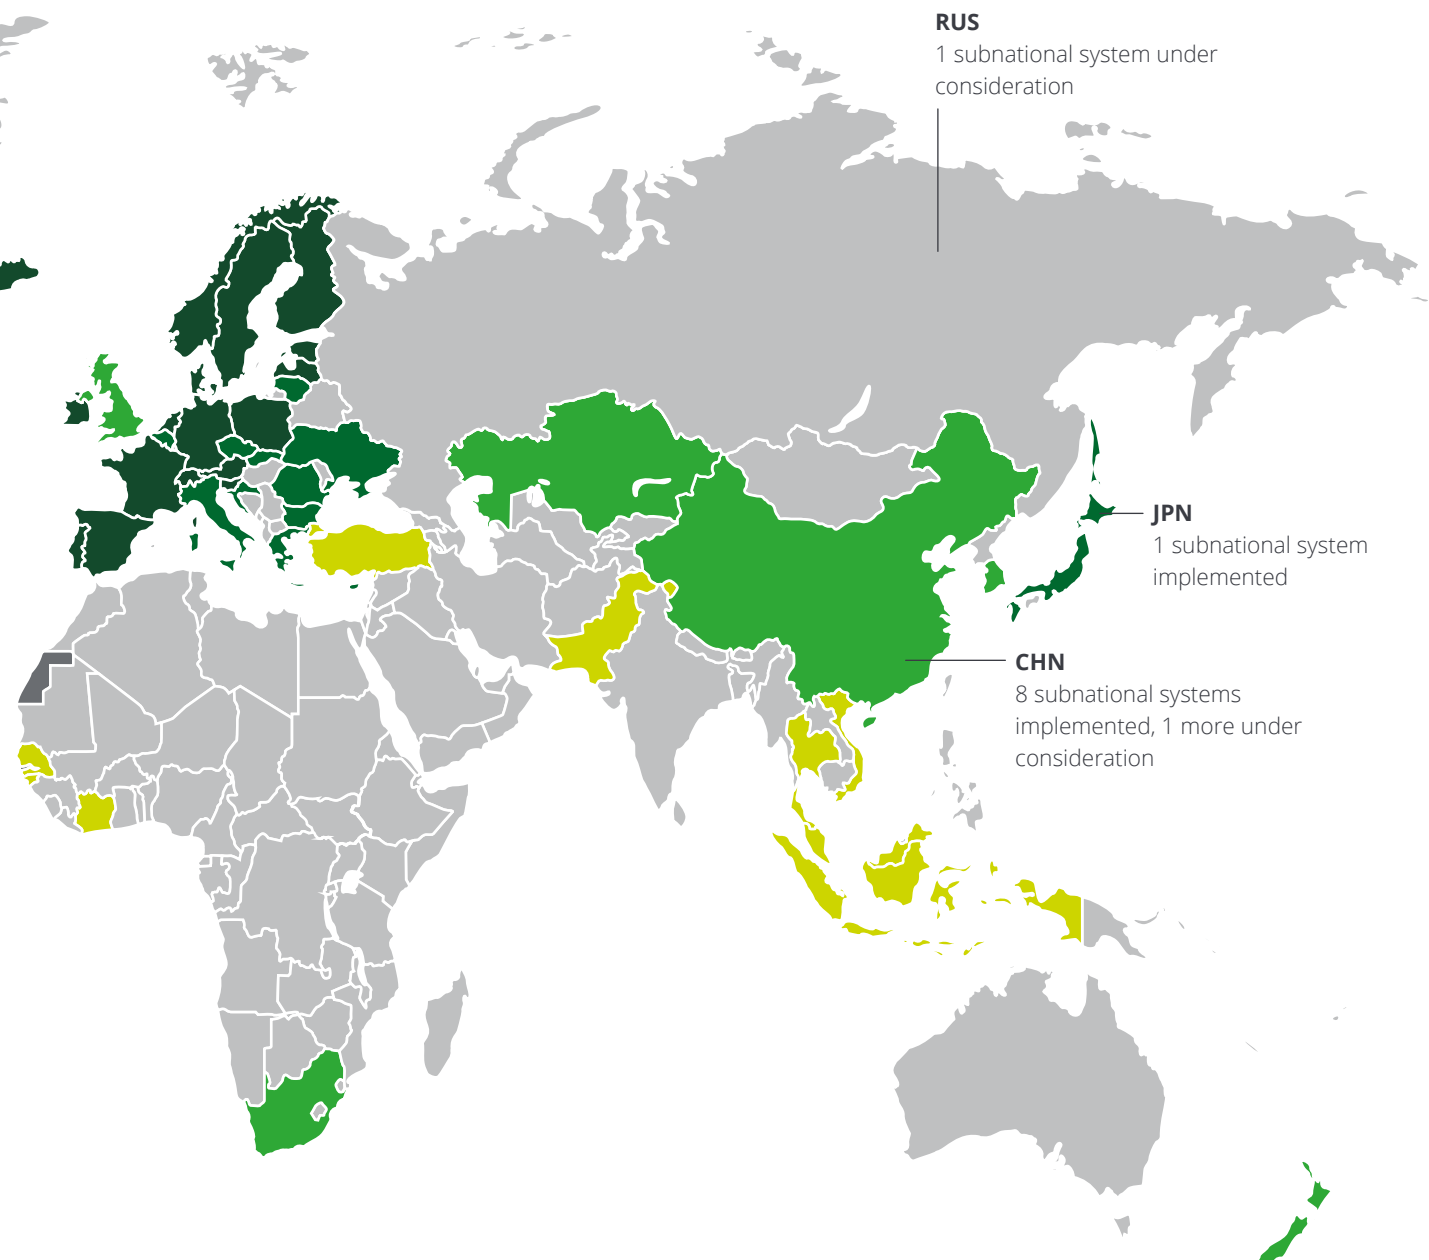 RUS
1 subnational system under
consideration
JPN
1 subnational system
implemented
CHN
8 subnational systems
implemented, 1 more under
consideration